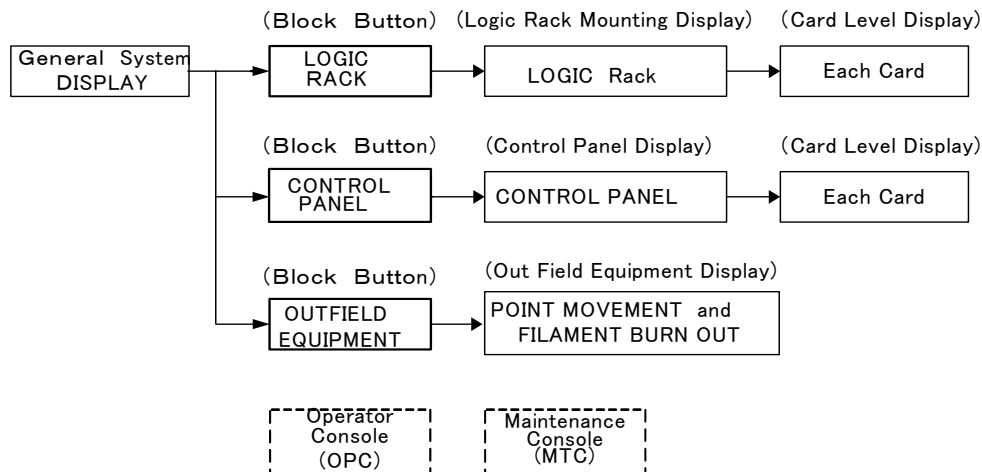 (Block Button)
(Logic Rack Mounting Display)
(Card Level Display)
General System
DISPLAY
LOGIC
RACK
LOGIC Rack
Each Card
(Block Button)
(Control Panel Display)
(Card Level Display)
CONTROL
PANEL
CONTROL PANEL
Each Card
(Block Button)
(Out Field Equipment Display)
OUTFIELD
EQUIPMENT
POINT MOVEMENT and
FILAMENT BURN OUT
Operator
Console
(OPC)
Maintenance
Console
(MTC)